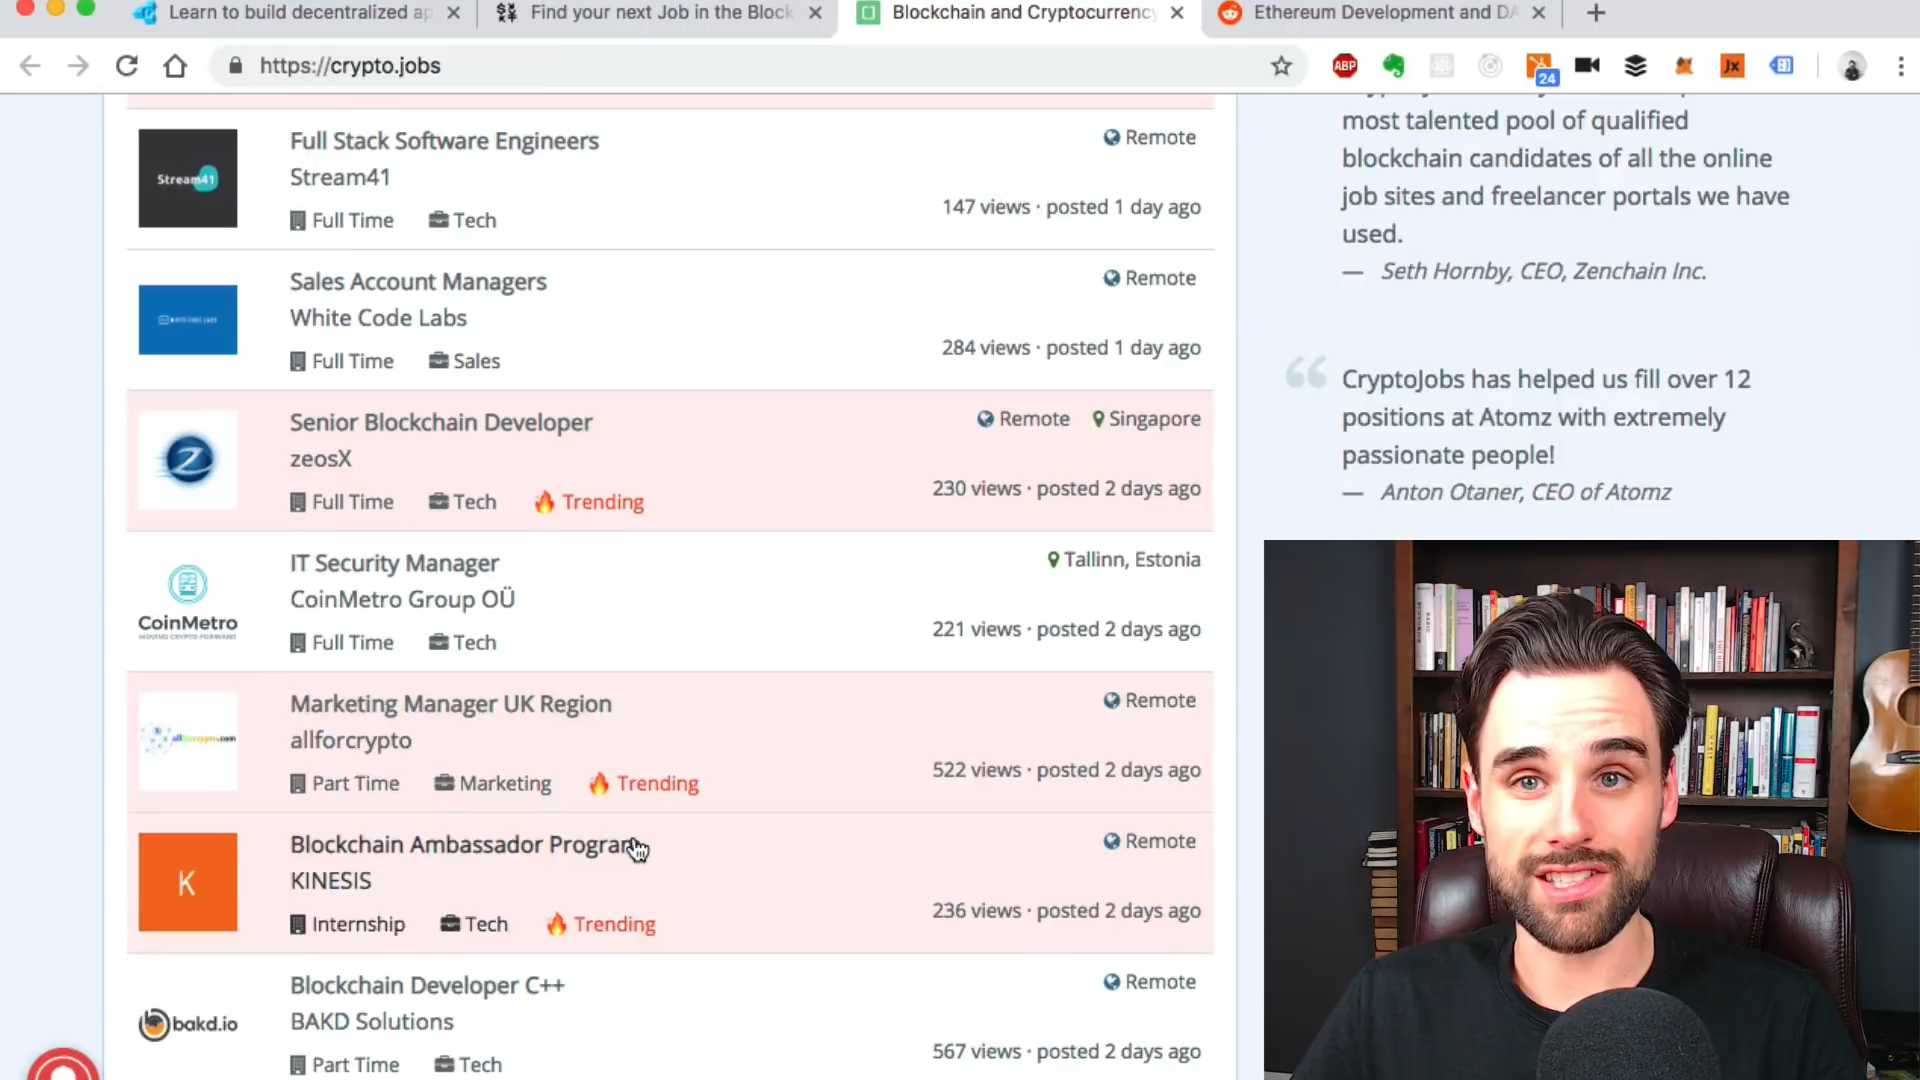 Learn to build decentralized ap
Find your next Job in the Block
Blockchain and Cryptocurrency
Ethereum Development and DA
https://crypto.jobs
ABP
24
Jx
Full Stack Software Engineers
Remote
Stream41
Stream41
147 views · posted 1 day ago
Full Time
Tech
Sales Account Managers
Remote
White Code Labs
284 views · posted 1 day ago
Full Time
Sales
Senior Blockchain Developer
Remote
Singapore
zeosX
230 views · posted 2 days ago
Full Time
Tech
Trending
IT Security Manager
Tallinn, Estonia
CoinMetro
CoinMetro Group OÜ
221 views · posted 2 days ago
Full Time
Tech
Marketing Manager UK Region
Remote
allforcrypto
522 views · posted 2 days ago
Part Time
Marketing
Trending
Blockchain Ambassador Program
Remote
K
KINESIS
236 views · posted 2 days ago
Internship
Tech
Trending
Blockchain Developer C++
Remote
bakd.io
BAKD Solutions
567 views · posted 2 days ago
Part Time
Tech
most talented pool of qualified
blockchain candidates of all the online
job sites and freelancer portals we have
used.
— Seth Hornby, CEO, Zenchain Inc.
CryptoJobs has helped us fill over 12
positions at Atomz with extremely
passionate people!
— Anton Otaner, CEO of Atomz